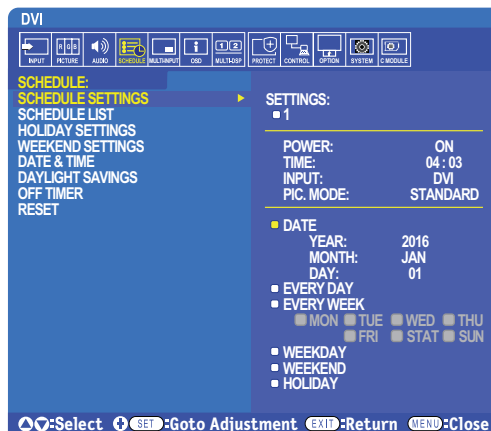 DVI
INPUT PICTURE AUDIO SCHEDULE MULTI-INPUT OSD MULTI-DSP PROTECT CONTROL OPTION SYSTEM C MODULE
SCHEDULE:
SCHEDULE SETTINGS
SCHEDULE LIST
HOLIDAY SETTINGS
WEEKEND SETTINGS
DATE & TIME
DAYLIGHT SAVINGS
OFF TIMER
RESET
SETTINGS:
1
POWER: ON
TIME: 04 : 03
INPUT: DVI
PIC. MODE: STANDARD
DATE
YEAR: 2016
MONTH: JAN
DAY: 01
EVERY DAY
EVERY WEEK
MON TUE WED THU
FRI STAT SUN
WEEKDAY
WEEKEND
HOLIDAY
:Select SET :Goto Adjustment EXIT :Return MENU :Close